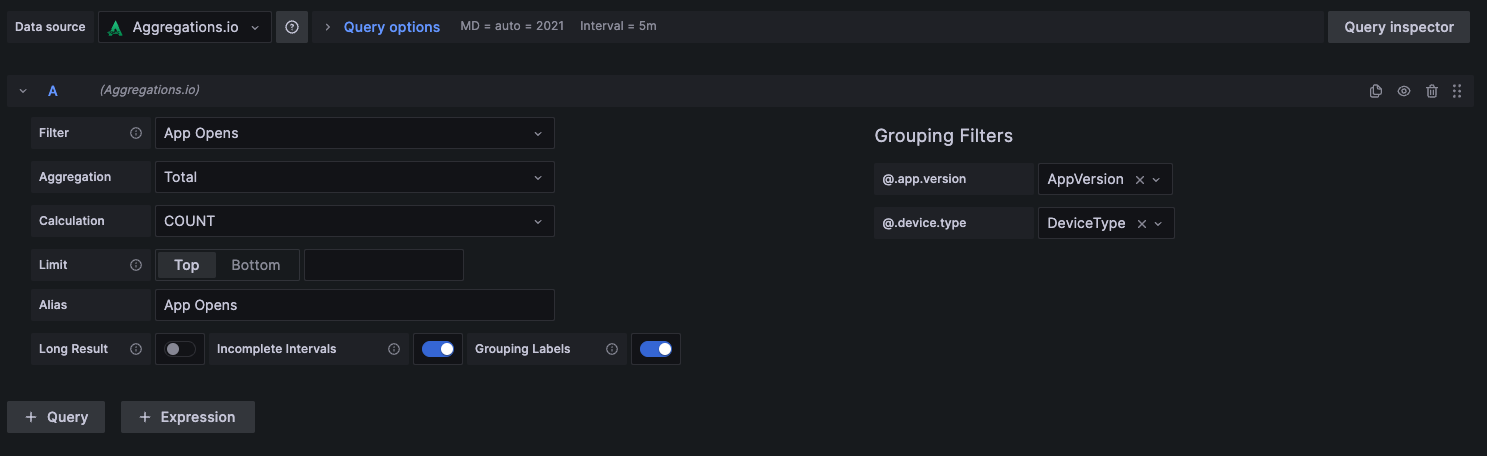 Data source Aggregations.io Query options MD = auto = 2021 Interval = 5m Query inspector
A (Aggregations.io)
Filter App Opens
Grouping Filters
Aggregation Total @.app.version AppVersion
Calculation COUNT @.device.type DeviceType
Limit Top Bottom
Alias App Opens
Long Result Incomplete Intervals Grouping Labels
+ Query + Expression